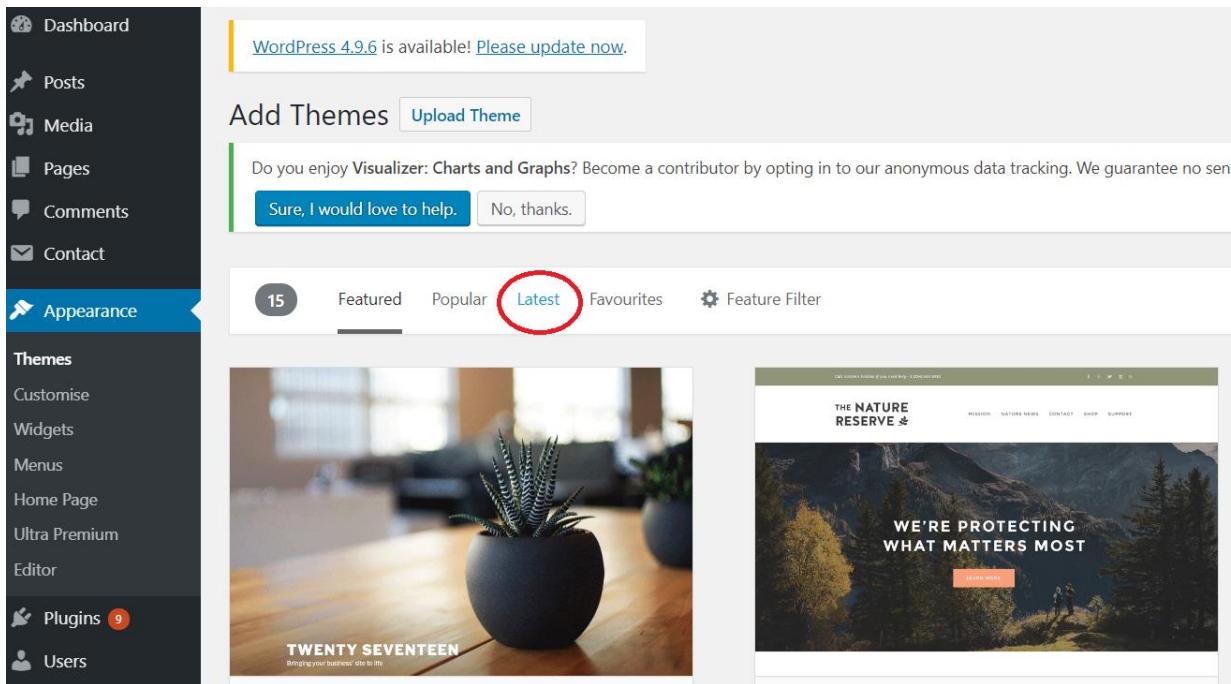 Dashboard
Posts
Media
Pages
Comments
Contact
Appearance
Themes
Customise
Widgets
Menus
Home Page
Ultra Premium
Editor
Plugins 9
Users
WordPress 4.9.6 is available! Please update now.
Add Themes Upload Theme
Do you enjoy Visualizer: Charts and Graphs? Become a contributor by opting in to our anonymous data tracking. We guarantee no sen
Sure, I would love to help. No, thanks.
15 Featured Popular Latest Favourites Feature Filter
TWENTY SEVENTEEN
Bringing your business' site to life
THE NATURE
RESERVE
MISSION NATURE NEWS CONTACT SHOP SUPPORT
WE'RE PROTECTING
WHAT MATTERS MOST
LEARN MORE